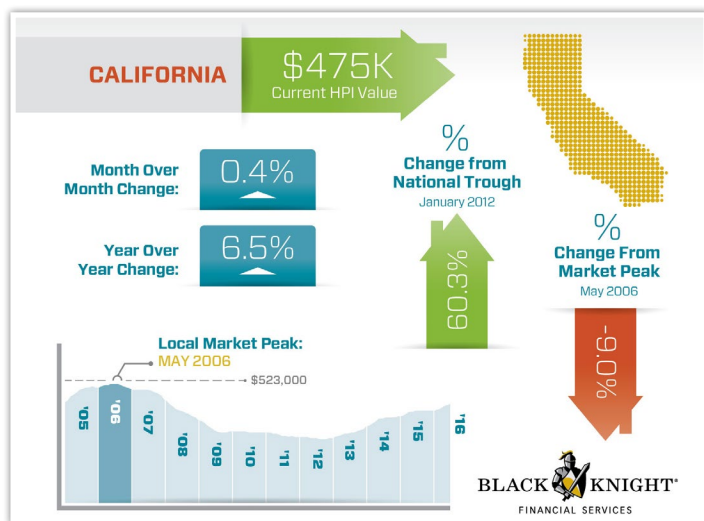 CALIFORNIA
$475K
Current HPI Value
Month Over
Month Change:
0.4%
Year Over
Year Change:
6.5%
%
Change from
National Trough
January 2012
60.3%
%
Change From
Market Peak
May 2006
-9.0%
Local Market Peak:
MAY 2006
$523,000
'05
'06
'07
'08
'09
'10
'11
'12
'13
'14
'15
'16
BLACK KNIGHT®
FINANCIAL SERVICES